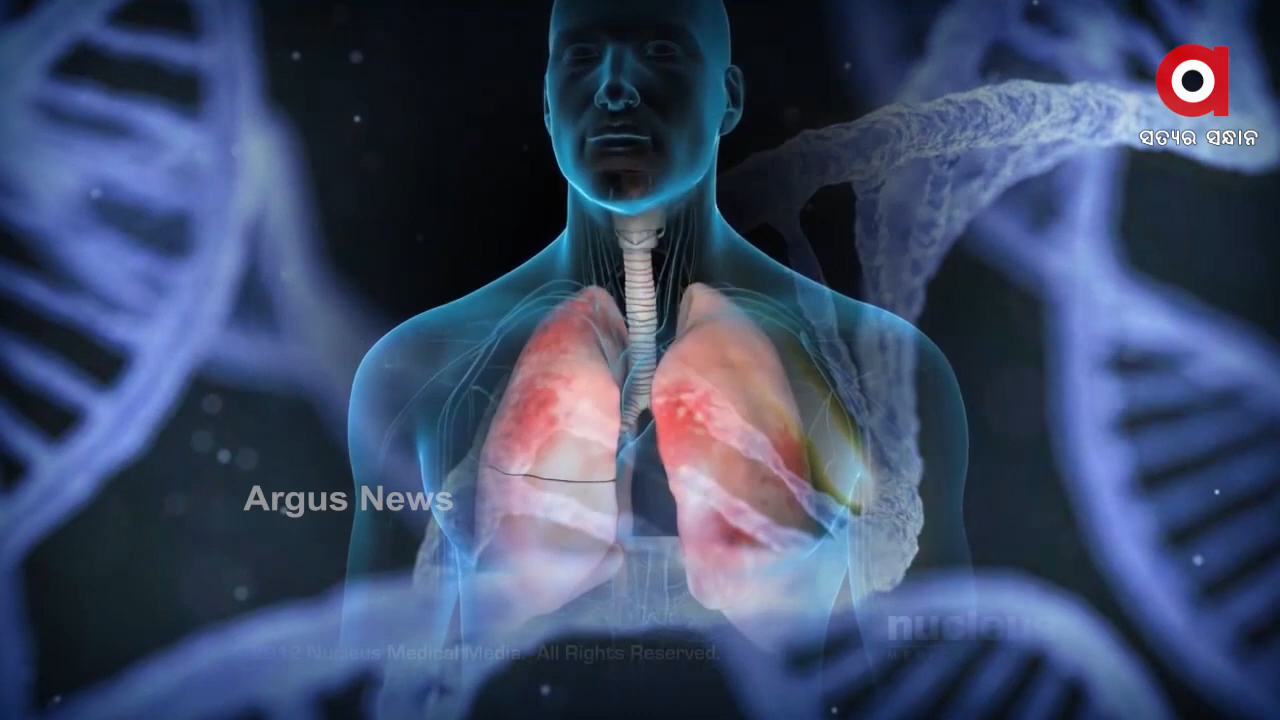 ସତ୍ୟର ସନ୍ଧାନ
Argus News
nucleus
2012 Nucleus Medical Media. All Rights Reserved.